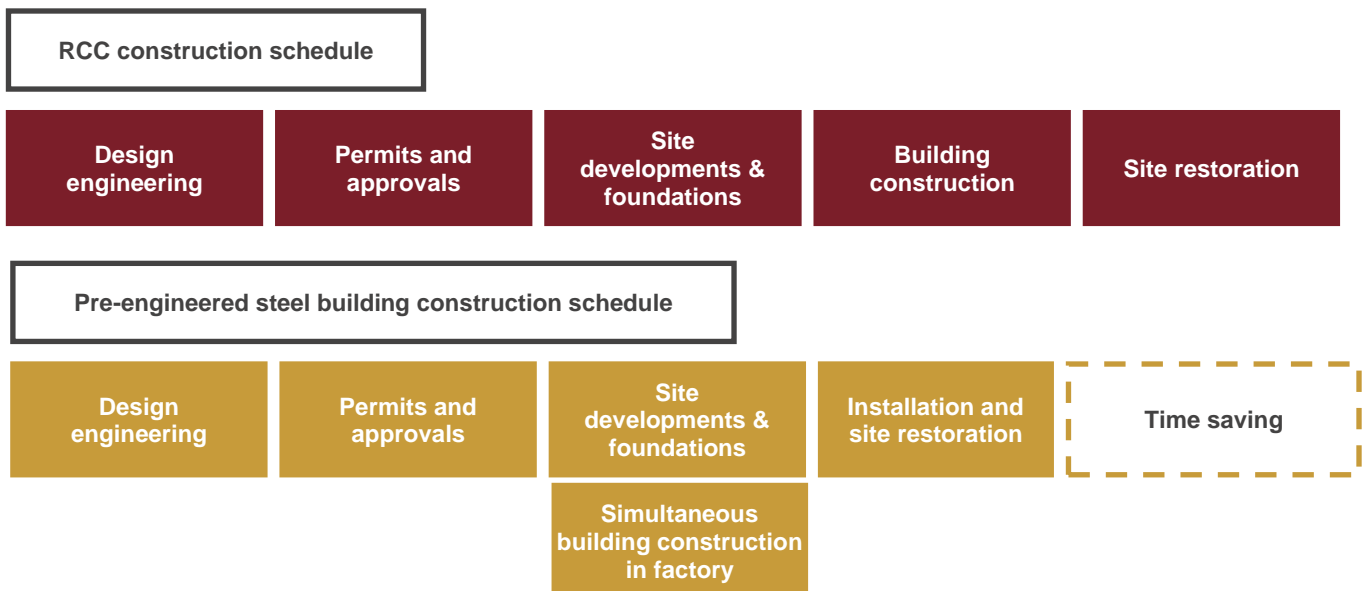 RCC construction schedule
Design
engineering
Permits and
approvals
Site
developments &
foundations
Building
construction
Site restoration
Pre-engineered steel building construction schedule
Design
engineering
Permits and
approvals
Site
developments &
foundations
Installation and
site restoration
Time saving
Simultaneous
building construction
in factory